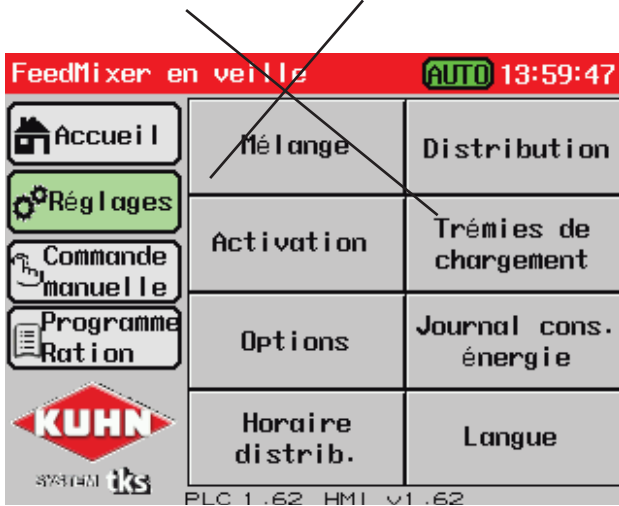 FeedMixer en veille AUTO 13:59:47
Accueil
Réglages
Commande
manuelle
Programme
Ration
Mélange
Distribution
Activation
Trémies de
chargement
Options
Journal cons.
énergie
Horaire
distrib.
Langue
KUHN
SYSTEM tks
PLC 1.62 HMI v1.62